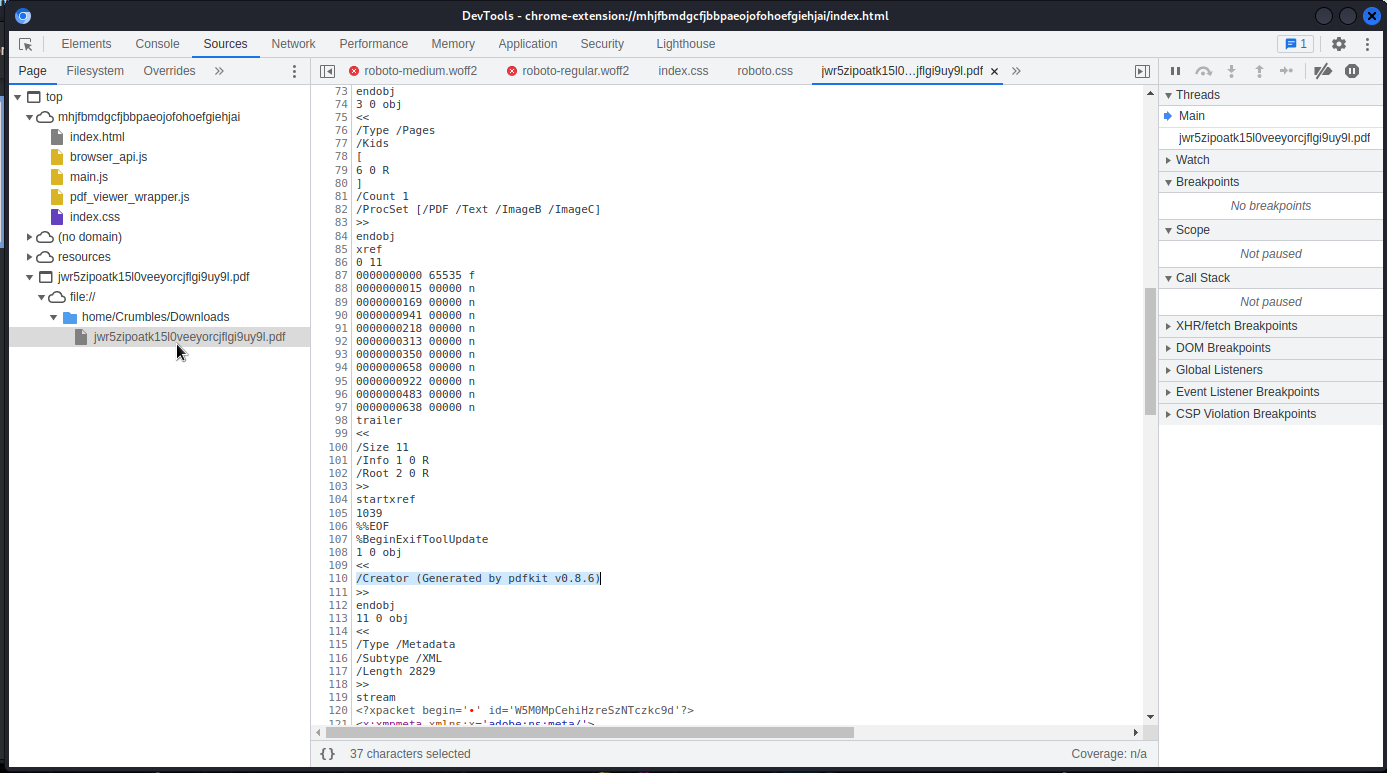 DevTools - chrome-extension://mhjfbmdgcfjbbpaeojofohoefgiehjai/index.html
Elements Console Sources Network Performance Memory Application Security Lighthouse 1
Page Filesystem Overrides »
roboto-medium.woff2 roboto-regular.woff2 index.css roboto.css jwr5zipoatk15l0…jflgi9uy9l.pdf × »
top
mhjfbmdgcfjbbpaeojofohoefgiehjai
index.html
browser_api.js
main.js
pdf_viewer_wrapper.js
index.css
(no domain)
resources
jwr5zipoatk15l0veeyorcjflgi9uy9l.pdf
file://
home/Crumbles/Downloads
jwr5zipoatk15l0veeyorcjflgi9uy9l.pdf
73 endobj
74 3 0 obj
75 <<
76 /Type /Pages
77 /Kids
78 [
79 6 0 R
80 ]
81 /Count 1
82 /ProcSet [/PDF /Text /ImageB /ImageC]
83 >>
84 endobj
85 xref
86 0 11
87 0000000000 65535 f
88 0000000015 00000 n
89 0000000169 00000 n
90 0000000941 00000 n
91 0000000218 00000 n
92 0000000313 00000 n
93 0000000350 00000 n
94 0000000658 00000 n
95 0000000922 00000 n
96 0000000483 00000 n
97 0000000638 00000 n
98 trailer
99 <<
100 /Size 11
101 /Info 1 0 R
102 /Root 2 0 R
103 >>
104 startxref
105 1039
106 %%EOF
107 %BeginExifToolUpdate
108 1 0 obj
109 <<
110 /Creator (Generated by pdfkit v0.8.6)
111 >>
112 endobj
113 11 0 obj
114 <<
115 /Type /Metadata
116 /Subtype /XML
117 /Length 2829
118 >>
119 stream
120 <?xpacket begin='•' id='W5M0MpCehiHzreSzNTczkc9d'?>
121 <x:xmpmeta xmlns:x='adobe:ns:meta/'>
{} 37 characters selected Coverage: n/a
Threads
Main
jwr5zipoatk15l0veeyorcjflgi9uy9l.pdf
Watch
Breakpoints
No breakpoints
Scope
Not paused
Call Stack
Not paused
XHR/fetch Breakpoints
DOM Breakpoints
Global Listeners
Event Listener Breakpoints
CSP Violation Breakpoints